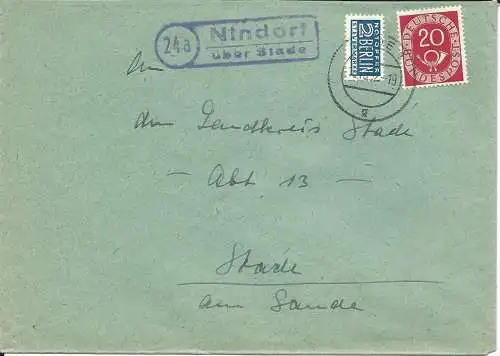 24a
Nindorf
über Stade
NOTOPFER
2 BERLIN
STEUERMARKE
DEUTSCHE
20
BUNDESPOST
An
den Landkreis Stade
- Abt 13 -
Stade
am Sande